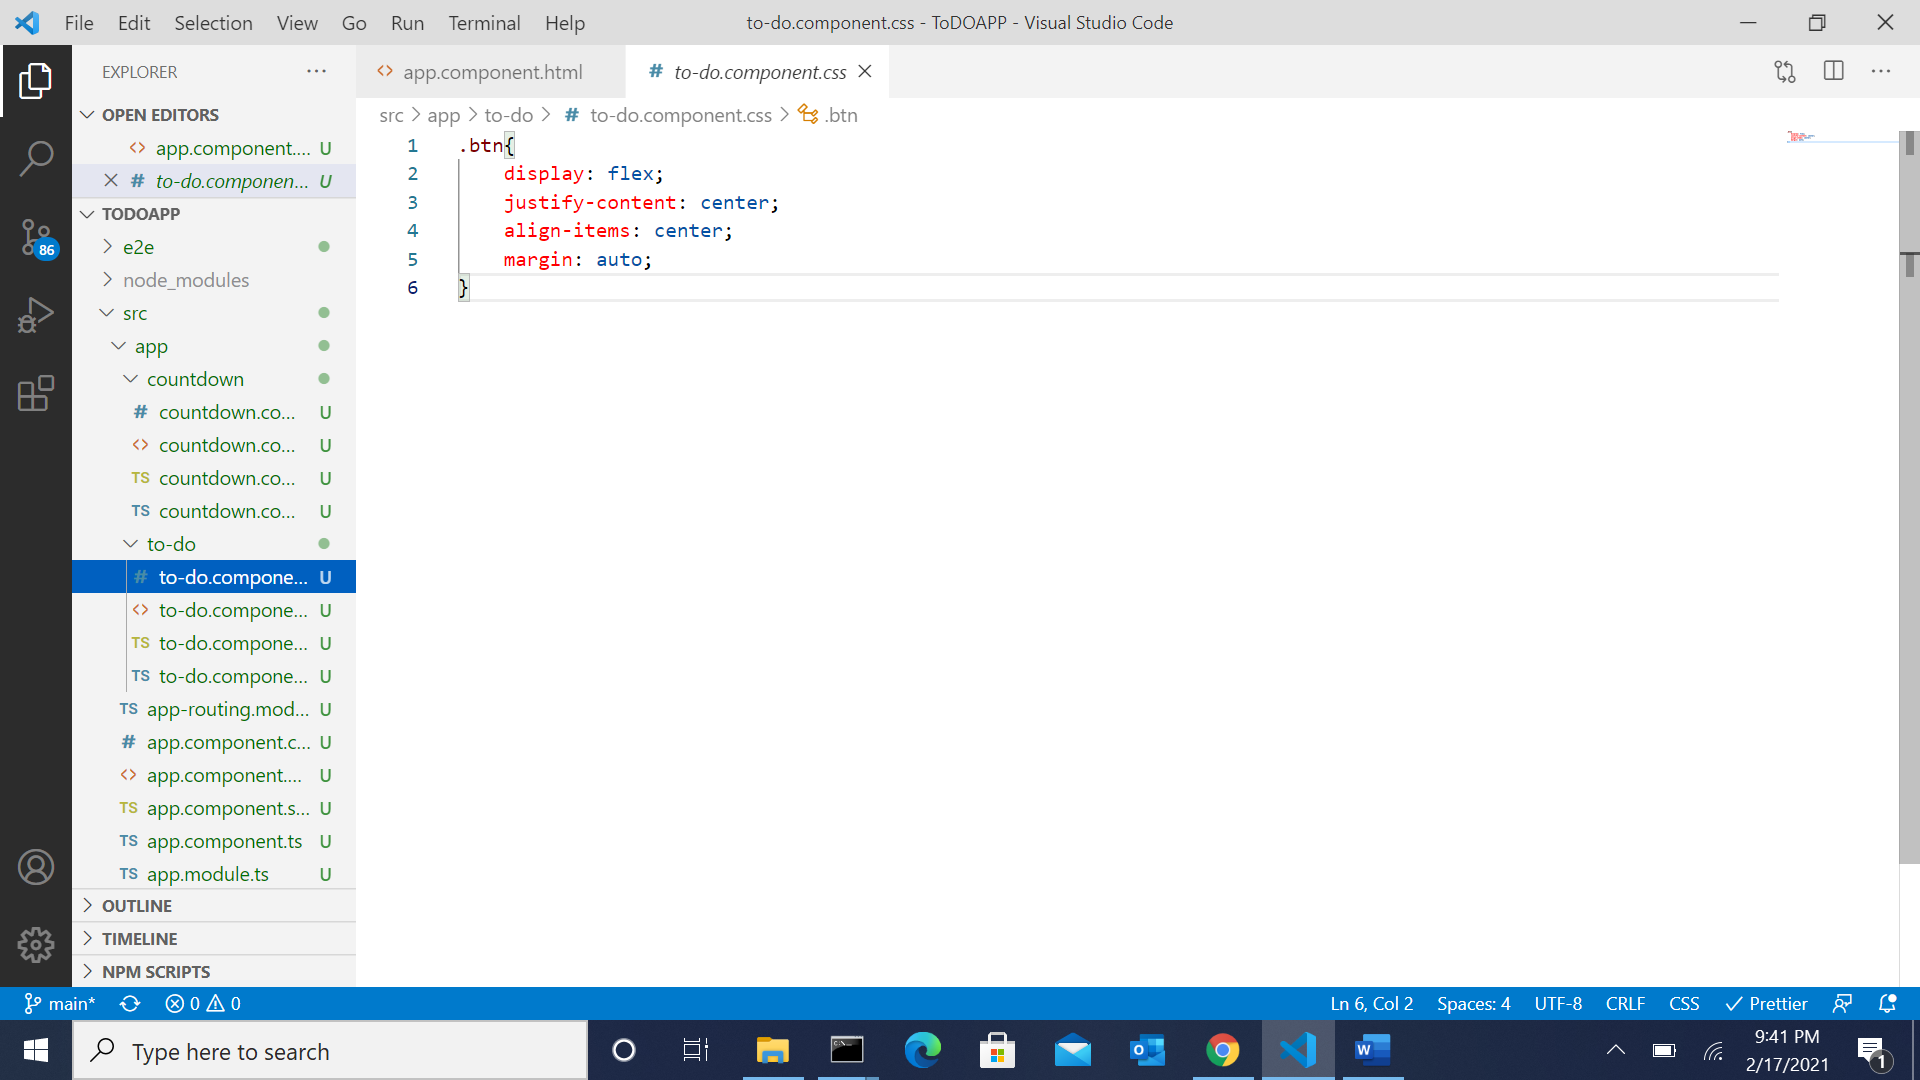 File Edit Selection View Go Run Terminal Help
to-do.component.css - ToDOAPP - Visual Studio Code
EXPLORER
OPEN EDITORS
app.component.... U
to-do.componen... U
TODOAPP
e2e
node_modules
src
app
countdown
countdown.co... U
countdown.co... U
TS countdown.co... U
TS countdown.co... U
to-do
to-do.compone... U
to-do.compone... U
TS to-do.compone... U
TS to-do.compone... U
TS app-routing.mod... U
app.component.c... U
app.component.... U
TS app.component.s... U
TS app.component.ts U
TS app.module.ts U
OUTLINE
TIMELINE
NPM SCRIPTS
86
app.component.html
# to-do.component.css
src > app > to-do > # to-do.component.css > .btn
1 .btn{
2 display: flex;
3 justify-content: center;
4 align-items: center;
5 margin: auto;
6 }
main* 0 0
Ln 6, Col 2 Spaces: 4 UTF-8 CRLF CSS Prettier
Type here to search
9:41 PM
2/17/2021
1